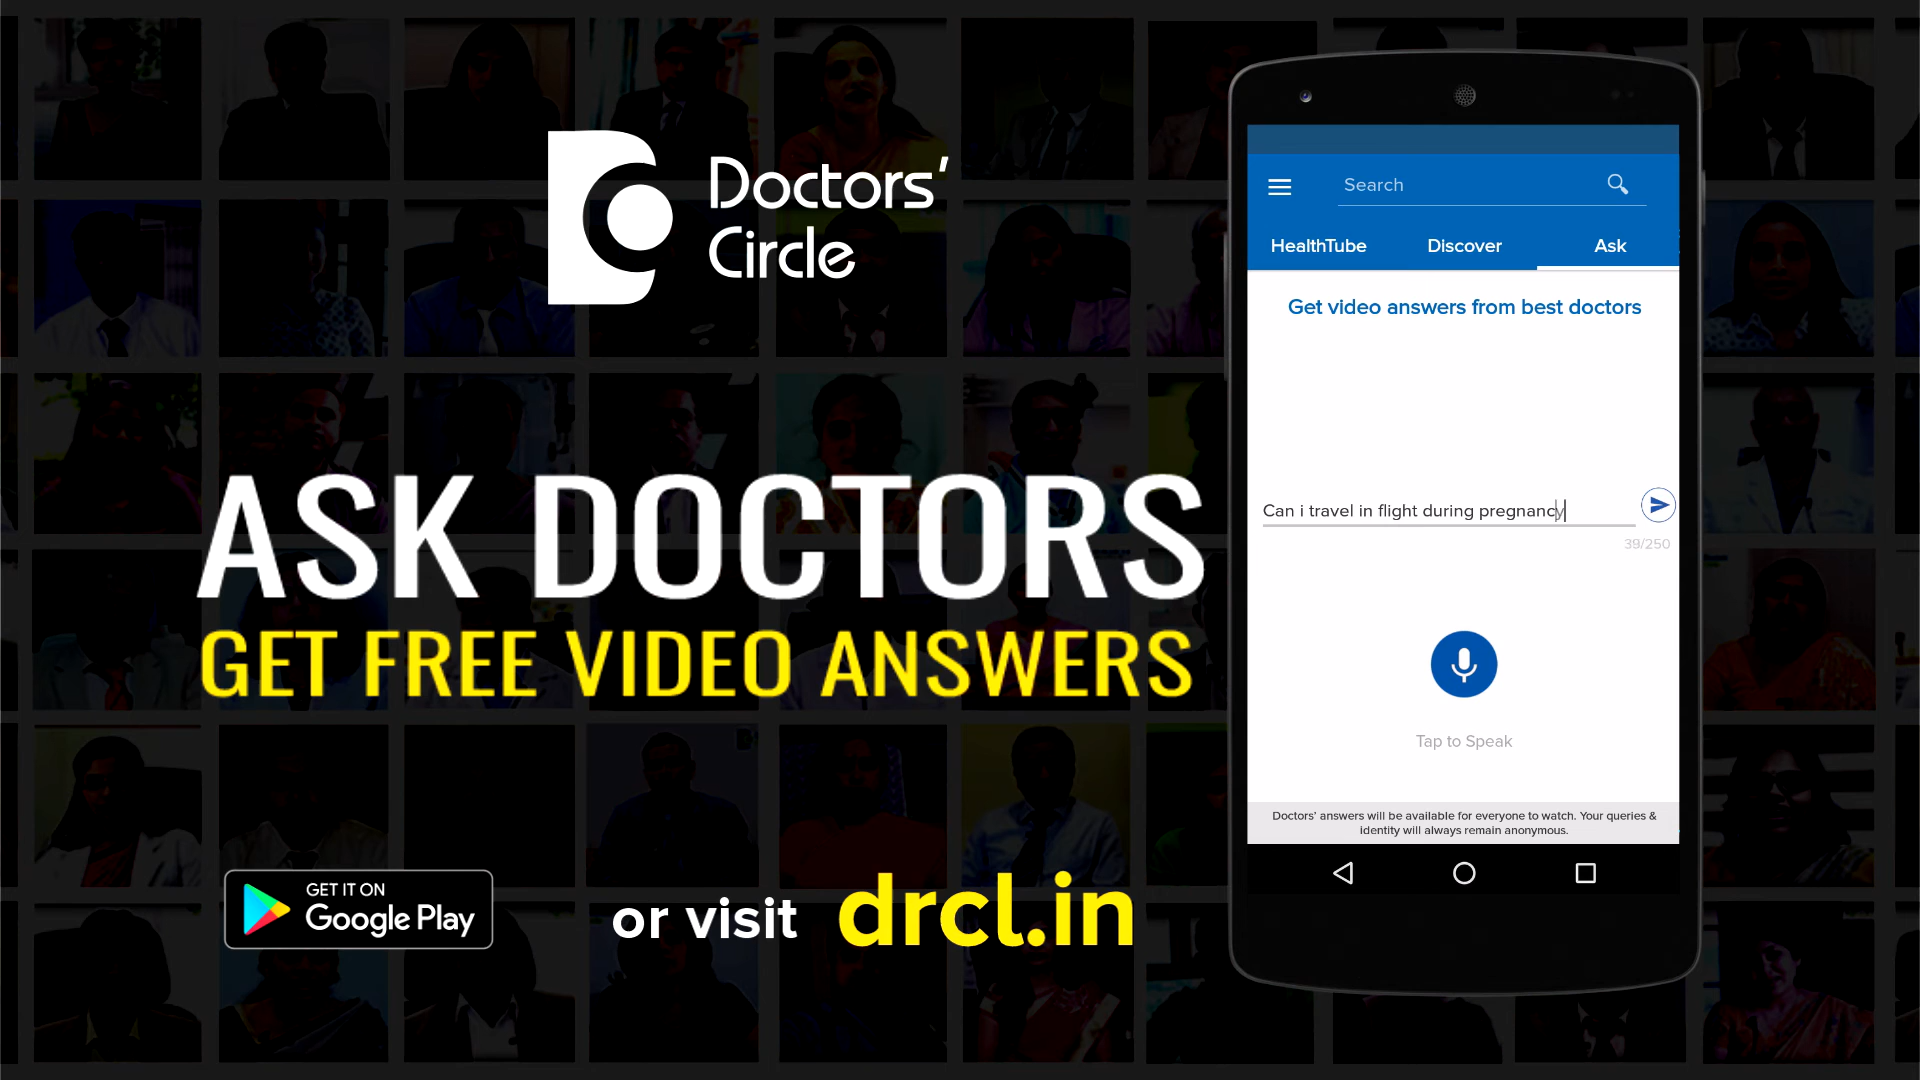 Doctors'
Circle
ASK DOCTORS
GET FREE VIDEO ANSWERS
GET IT ON
Google Play
or visit drcl.in
Search
HealthTube Discover Ask
Get video answers from best doctors
Can i travel in flight during pregnancy
39/250
Tap to Speak
Doctors' answers will be available for everyone to watch. Your queries &
identity will always remain anonymous.